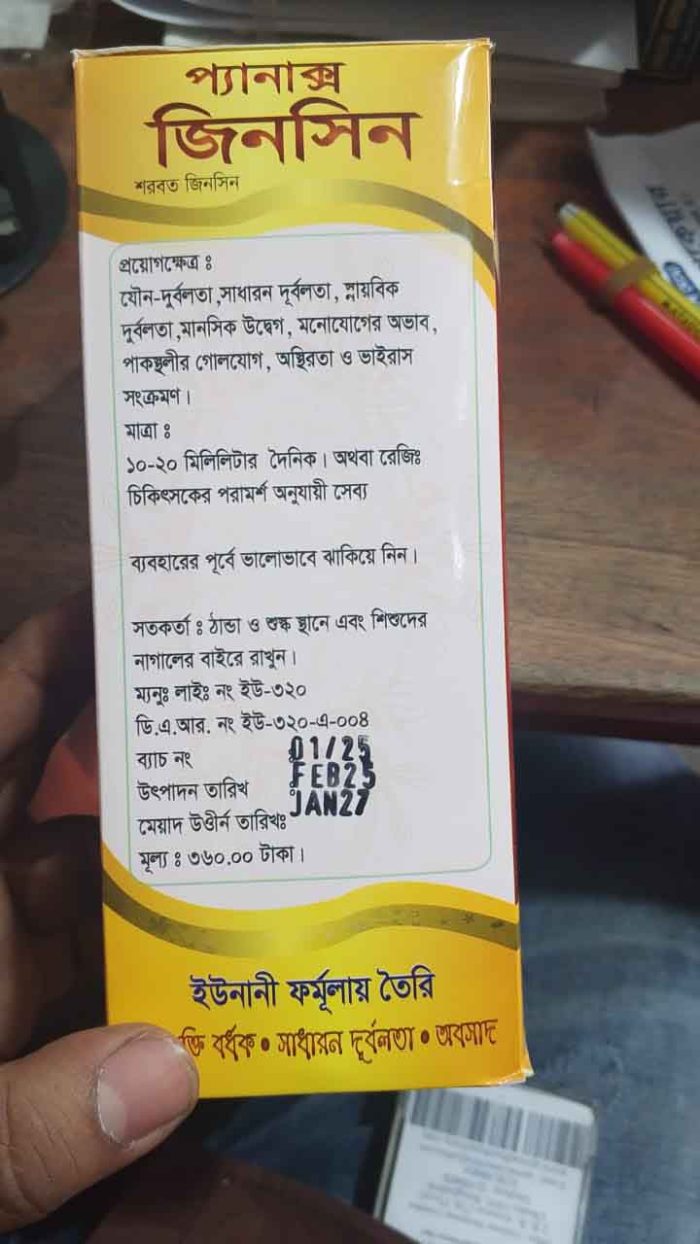 প্যানাক্স
জিনসিন
শরবত জিনসিন
প্রয়োগক্ষেত্র ঃ
যৌন-দুর্বলতা ,সাধারন দূর্বলতা , স্নায়বিক
দুর্বলতা ,মানসিক উদ্বেগ , মনোযোগের অভাব ,
পাকস্থলীর গোলযোগ, অস্থিরতা ও ভাইরাস
সংক্রমণ ।
মাত্রা ঃ
১০-২০ মিলিলিটার দৈনিক । অথবা রেজিঃ
চিকিৎসকের পরামর্শ অনুযায়ী সেব্য
ব্যবহারের পূর্বে ভালোভাবে ঝাকিয়ে নিন ।
সতকর্তা ঃ ঠান্ডা ও শুষ্ক স্থানে এবং শিশুদের
নাগালের বাইরে রাখুন ।
ম্যনুঃ লাইঃ নং ইউ-৩২০
ডি.এ.আর. নং ইউ-৩২০-এ-০০৪
ব্যাচ নং 01/25
উৎপাদন তারিখ FEB25
মেয়াদ উত্তীর্ন তারিখঃ JAN27
মূল্য ঃ ৩৬০.০০ টাকা ।
ইউনানী ফর্মূলায় তৈরি
বর্ধক • সাধারন দূর্বলতা • অবসাদ